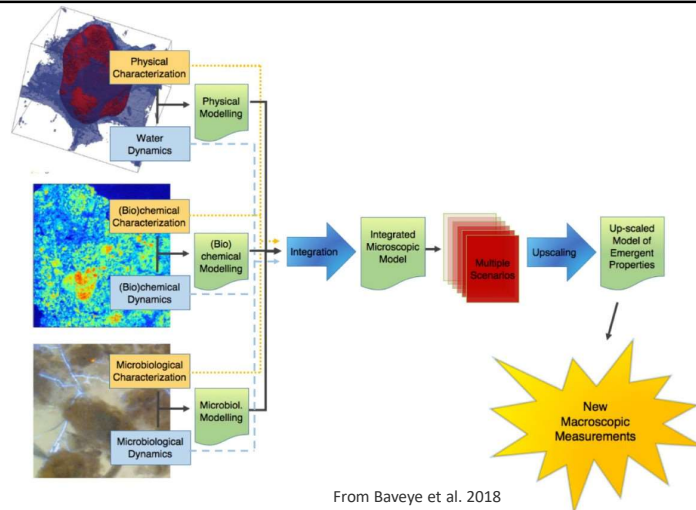 Physical
Characterization
Physical
Modelling
Water
Dynamics
(Bio)chemical
Characterization
(Bio)
chemical
Modelling
(Bio)chemical
Dynamics
Microbiological
Characterization
Microbiol.
Modelling
Microbiological
Dynamics
Integration
Integrated
Microscopic
Model
Multiple
Scenarios
Upscaling
Up-scaled
Model of
Emergent
Properties
New
Macroscopic
Measurements
From Baveye et al. 2018